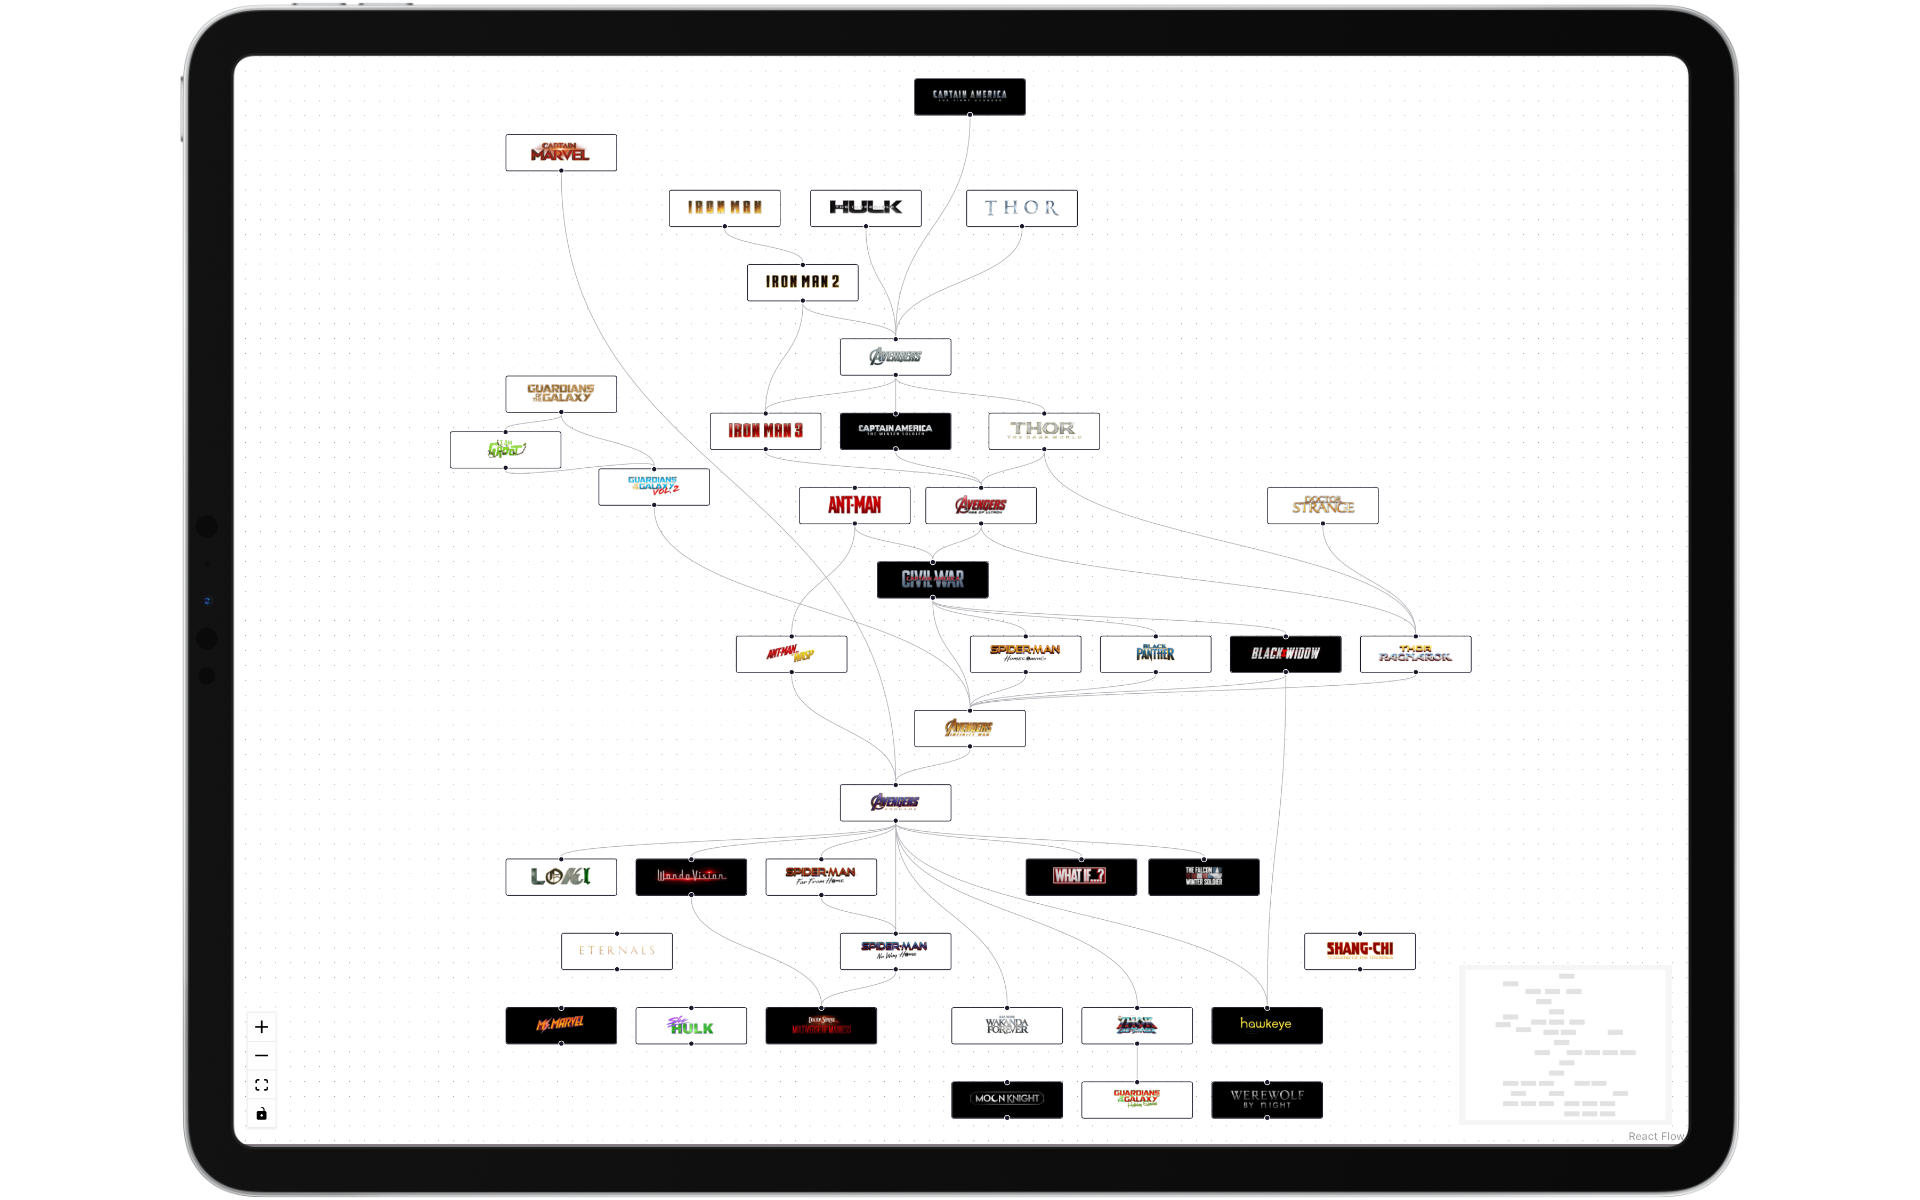 CAPTAIN AMERICA
THE FIRST AVENGER
CAPTAIN
MARVEL
IRON MAN
HULK
THOR
IRON MAN 2
AVENGERS
GUARDIANS
OF THE GALAXY
IRON MAN 3
CAPTAIN AMERICA
THE WINTER SOLDIER
THOR
THE DARK WORLD
I AM
GROOT
GUARDIANS
OF THE GALAXY
VOL. 2
ANT-MAN
AVENGERS
AGE OF ULTRON
DOCTOR
STRANGE
CAPTAIN AMERICA
CIVIL WAR
ANT-MAN
WASP
SPIDER-MAN
HOMECOMING
BLACK
PANTHER
BLACK WIDOW
THOR
RAGNAROK
AVENGERS
INFINITY WAR
AVENGERS
ENDGAME
LOKI
WandaVision
SPIDER-MAN
Far From Home
WHAT IF...?
THE FALCON
AND THE
WINTER SOLDIER
ETERNALS
SPIDER-MAN
No Way Home
SHANG-CHI
MS. MARVEL
She
HULK
DOCTOR STRANGE
MULTIVERSE OF MADNESS
WAKANDA
FOREVER
THOR
hawkeye
MOON KNIGHT
GUARDIANS
OF THE GALAXY
Holiday Special
WEREWOLF
BY NIGHT
React Flow